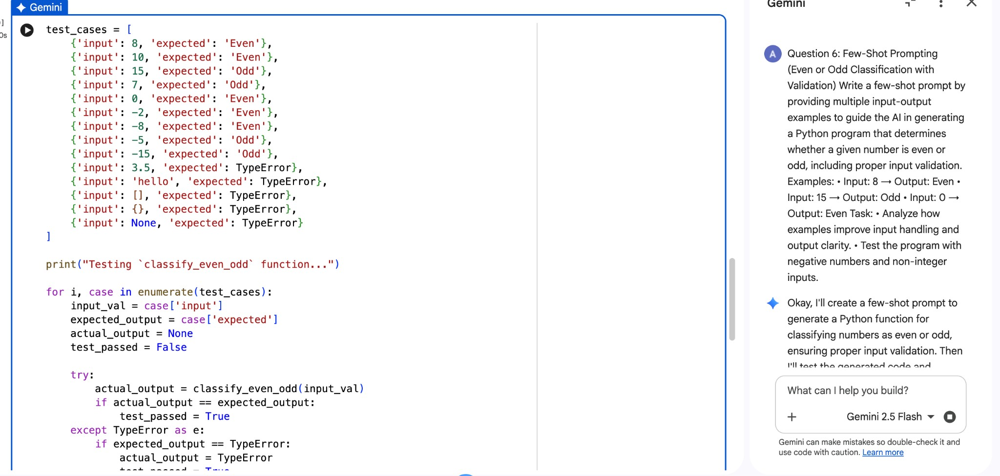 Gemini
]
0s
test_cases = [
    {'input': 8, 'expected': 'Even'},
    {'input': 10, 'expected': 'Even'},
    {'input': 15, 'expected': 'Odd'},
    {'input': 7, 'expected': 'Odd'},
    {'input': 0, 'expected': 'Even'},
    {'input': -2, 'expected': 'Even'},
    {'input': -8, 'expected': 'Even'},
    {'input': -5, 'expected': 'Odd'},
    {'input': -15, 'expected': 'Odd'},
    {'input': 3.5, 'expected': TypeError},
    {'input': 'hello', 'expected': TypeError},
    {'input': [], 'expected': TypeError},
    {'input': {}, 'expected': TypeError},
    {'input': None, 'expected': TypeError}
]
print("Testing `classify_even_odd` function...")
for i, case in enumerate(test_cases):
    input_val = case['input']
    expected_output = case['expected']
    actual_output = None
    test_passed = False
    try:
        actual_output = classify_even_odd(input_val)
        if actual_output == expected_output:
            test_passed = True
    except TypeError as e:
        if expected_output == TypeError:
            actual_output = TypeError
            test_passed = True
Gemini
A
Question 6: Few-Shot Prompting
(Even or Odd Classification with
Validation) Write a few-shot prompt by
providing multiple input-output
examples to guide the AI in generating
a Python program that determines
whether a given number is even or
odd, including proper input validation.
Examples: • Input: 8 → Output: Even •
Input: 15 → Output: Odd • Input: 0 →
Output: Even Task: • Analyze how
examples improve input handling and
output clarity. • Test the program with
negative numbers and non-integer
inputs.
Okay, I'll create a few-shot prompt to
generate a Python function for
classifying numbers as even or odd,
ensuring proper input validation. Then
I'll test the generated code and
What can I help you build?
Gemini 2.5 Flash
Gemini can make mistakes so double-check it and
use code with caution. Learn more